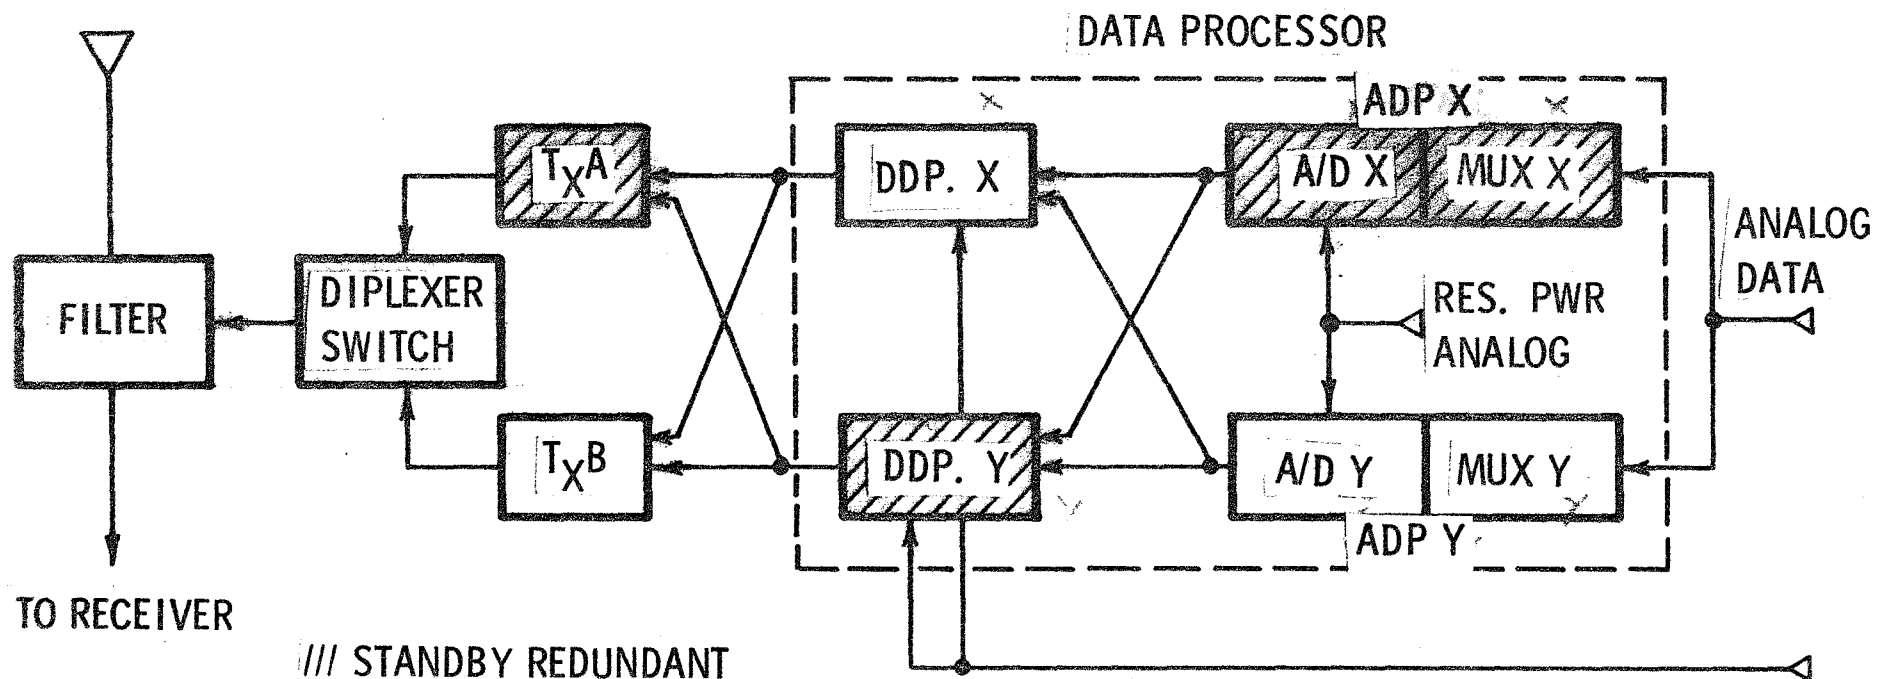 DATA PROCESSOR
ADP X
TXA
DDP. X
A/D X
MUX X
ANALOG
DATA
FILTER
DIPLEXER
SWITCH
RES. PWR
ANALOG
TXB
DDP. Y
A/D Y
MUX Y
ADP Y
TO RECEIVER
/// STANDBY REDUNDANT